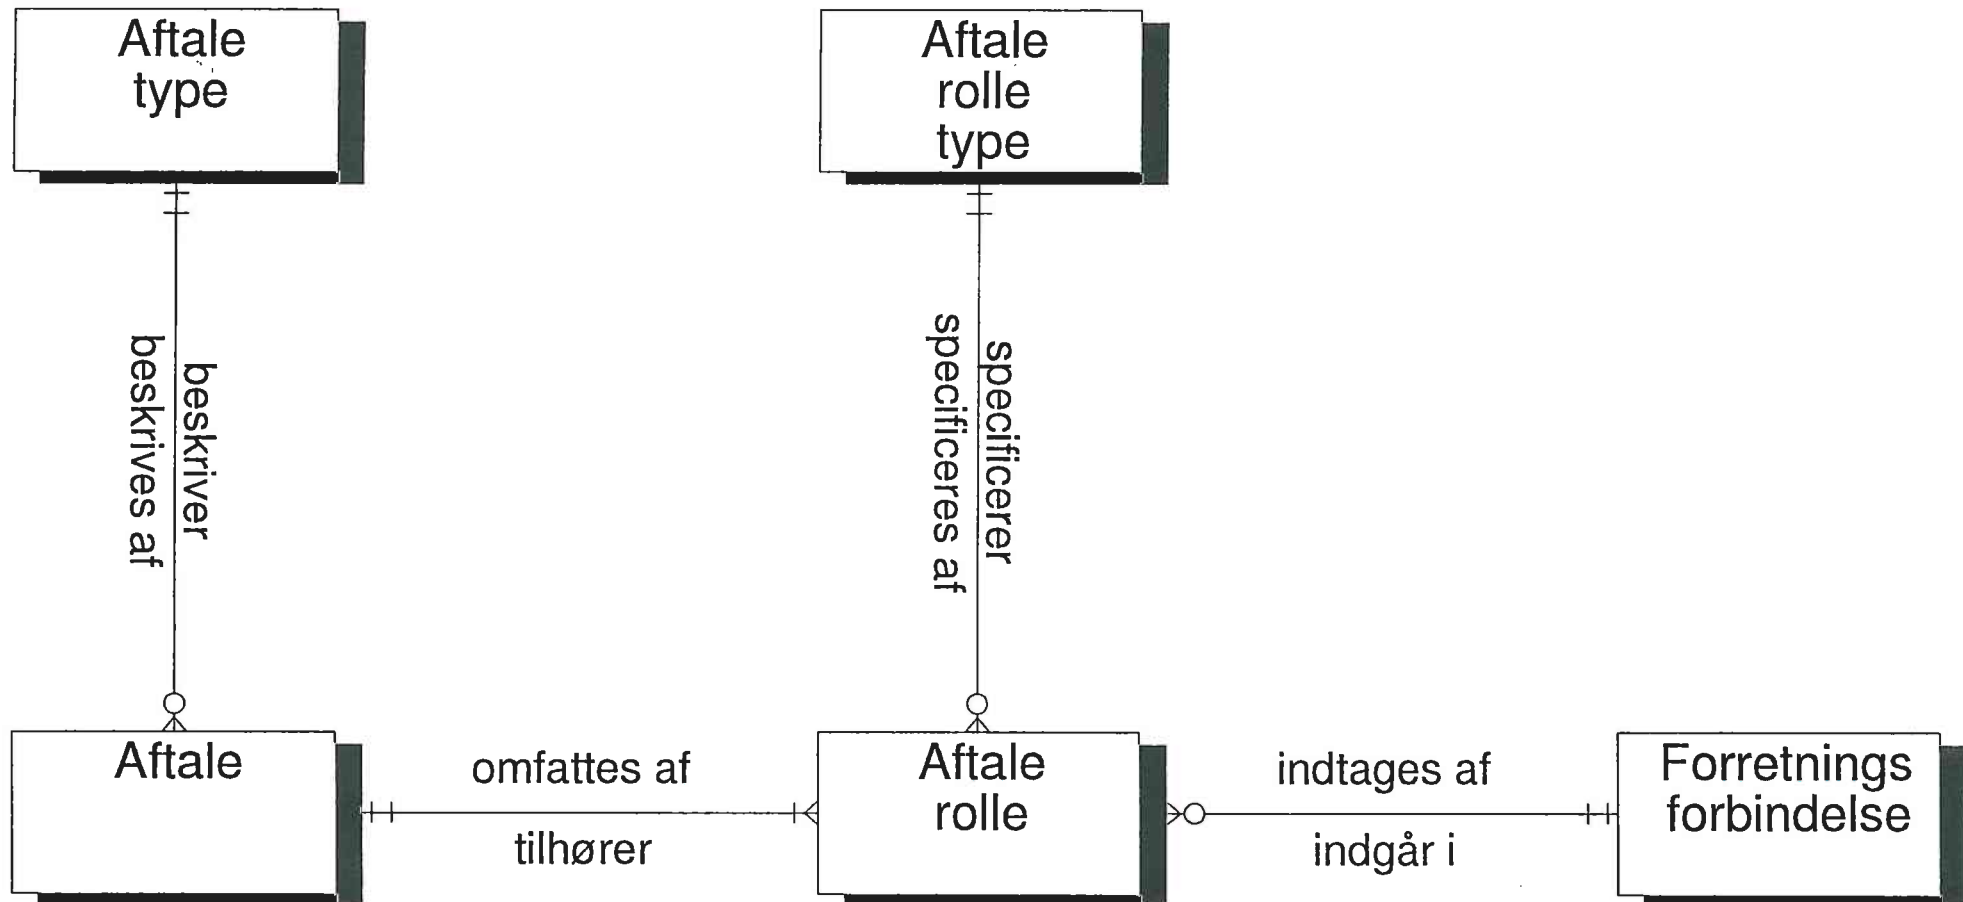 Aftale
type
Aftale
rolle
type
beskriver
beskrives af
specificerer
specificeres af
Aftale
omfattes af
tilhører
Aftale
rolle
indtages af
indgår i
Forretnings
forbindelse